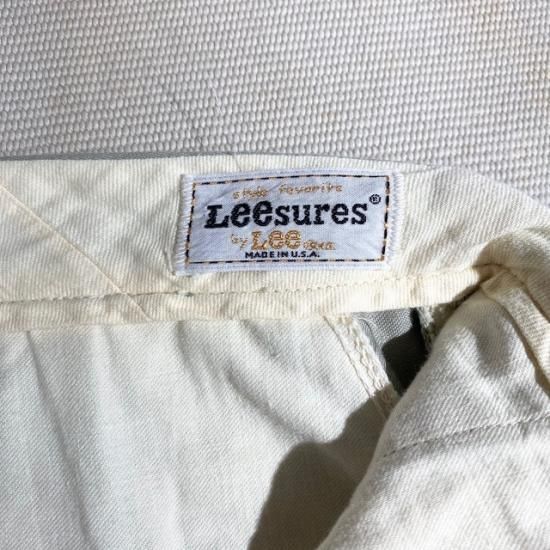 style favorite
Leesures®
by Lee
MADE IN U.S.A.